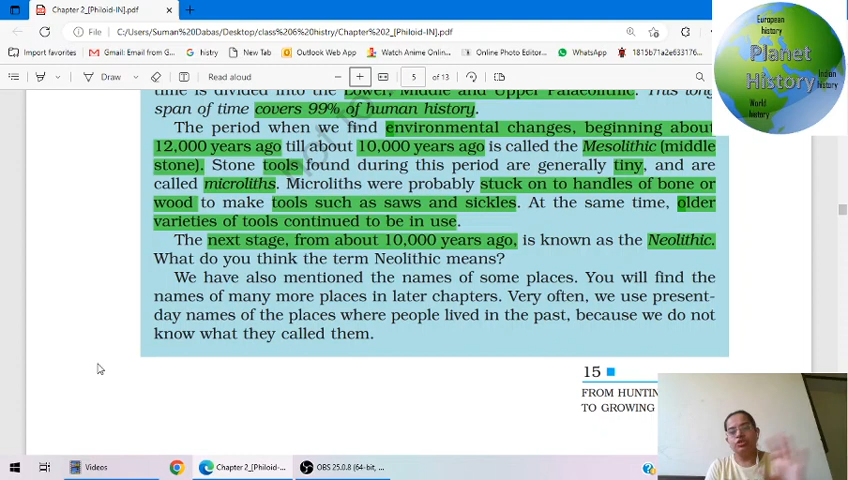 Chapter 2_[Philoid-IN].pdf
File C:/Users/Suman%20Dabas/Desktop/class%206%20histry/Chapter%202_[Philoid-IN].pdf
Import favorites Gmail: Email from G... histry New Tab Outlook Web App Watch Anime Online... Online Photo Editor... WhatsApp 1815b71a2e633176...
Draw Read aloud 5 of 13
European history
Planet History
Indian history
World history
time is divided into the Lower, Middle and Upper Palaeolithic. This long
span of time covers 99% of human history.
The period when we find environmental changes, beginning about
12,000 years ago till about 10,000 years ago is called the Mesolithic (middle
stone). Stone tools found during this period are generally tiny, and are
called microliths. Microliths were probably stuck on to handles of bone or
wood to make tools such as saws and sickles. At the same time, older
varieties of tools continued to be in use.
The next stage, from about 10,000 years ago, is known as the Neolithic.
What do you think the term Neolithic means?
We have also mentioned the names of some places. You will find the
names of many more places in later chapters. Very often, we use present-
day names of the places where people lived in the past, because we do not
know what they called them.
15
FROM HUNTIN
TO GROWING
Videos Chapter 2_[Philoid-I... OBS 25.0.8 (64-bit, ...